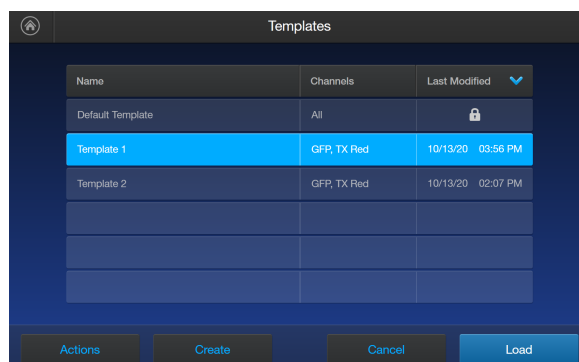 Templates
Name Channels Last Modified
Default Template All
Template 1 GFP, TX Red 10/13/20 03:56 PM
Template 2 GFP, TX Red 10/13/20 02:07 PM
Actions Create Cancel Load